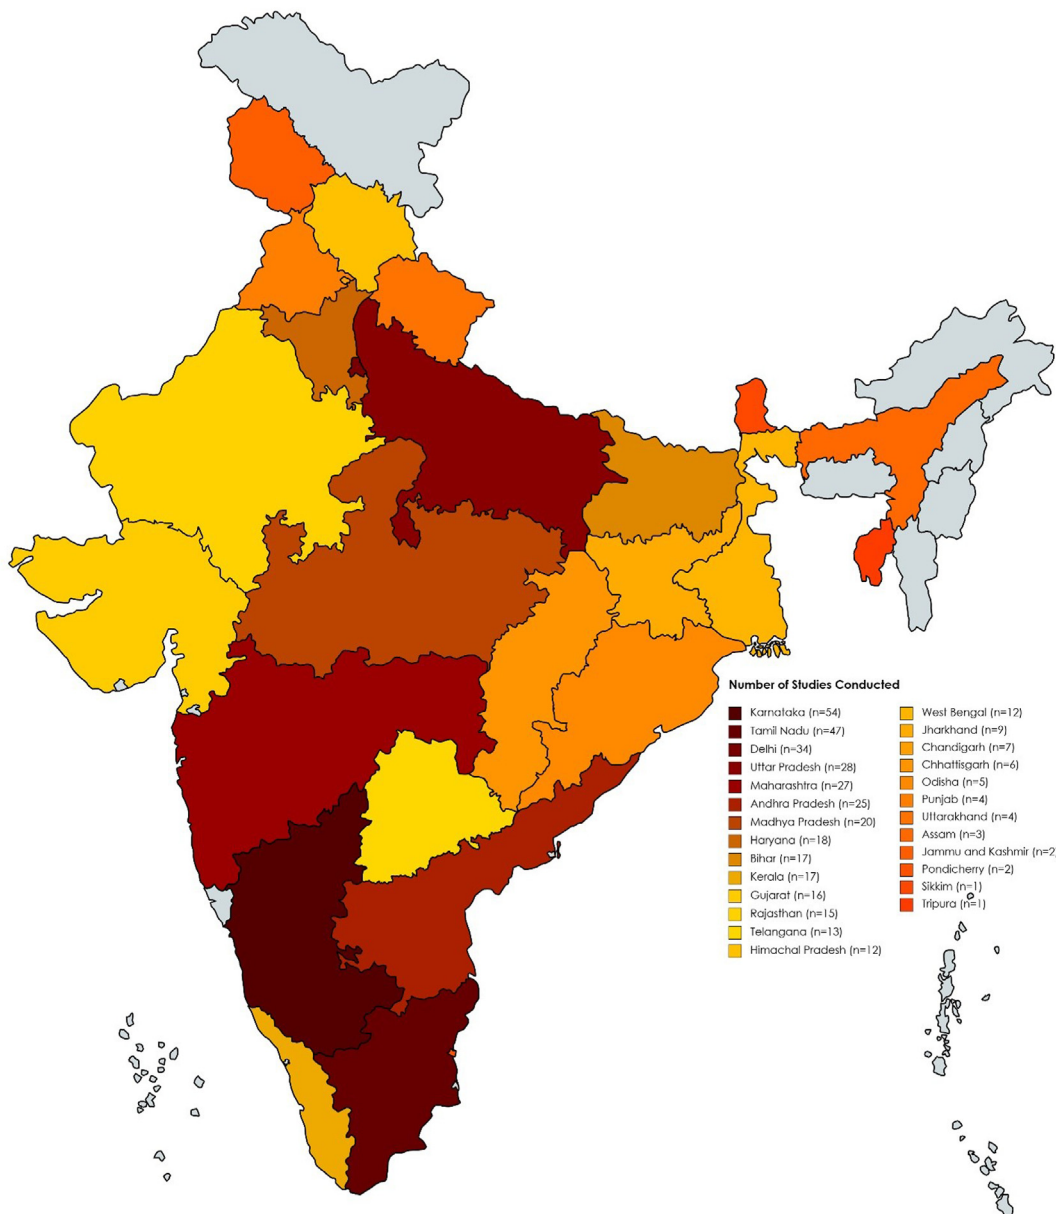 Number of Studies Conducted
Karnataka (n=54)
Tamil Nadu (n=47)
Delhi (n=34)
Uttar Pradesh (n=28)
Maharashtra (n=27)
Andhra Pradesh (n=25)
Madhya Pradesh (n=20)
Haryana (n=18)
Bihar (n=17)
Kerala (n=17)
Gujarat (n=16)
Rajasthan (n=15)
Telangana (n=13)
Himachal Pradesh (n=12)
West Bengal (n=12)
Jharkhand (n=9)
Chandigarh (n=7)
Chhattisgarh (n=6)
Odisha (n=5)
Punjab (n=4)
Uttarakhand (n=4)
Assam (n=3)
Jammu and Kashmir (n=2)
Pondicherry (n=2)
Sikkim (n=1)
Tripura (n=1)